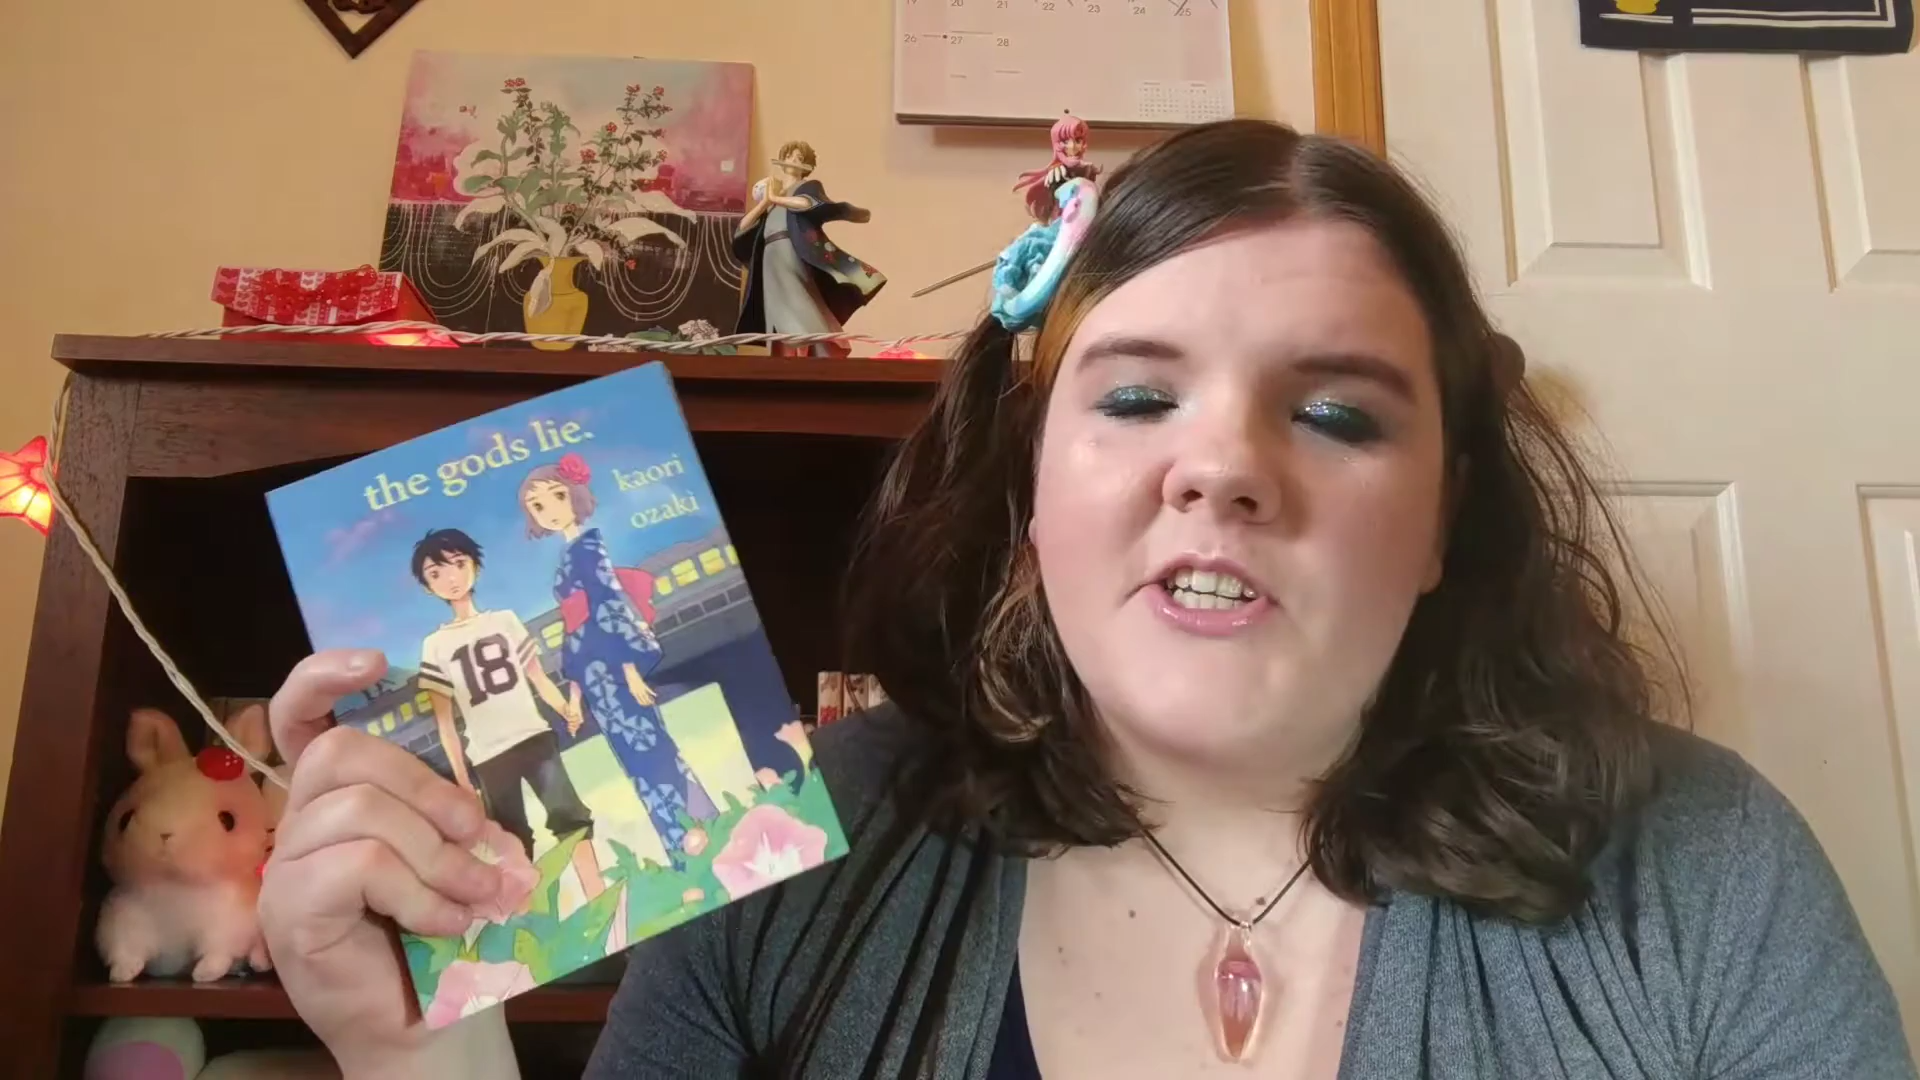 19 20 21 22 23 24 25
26 27 28
the gods lie.
kaori
ozaki
18